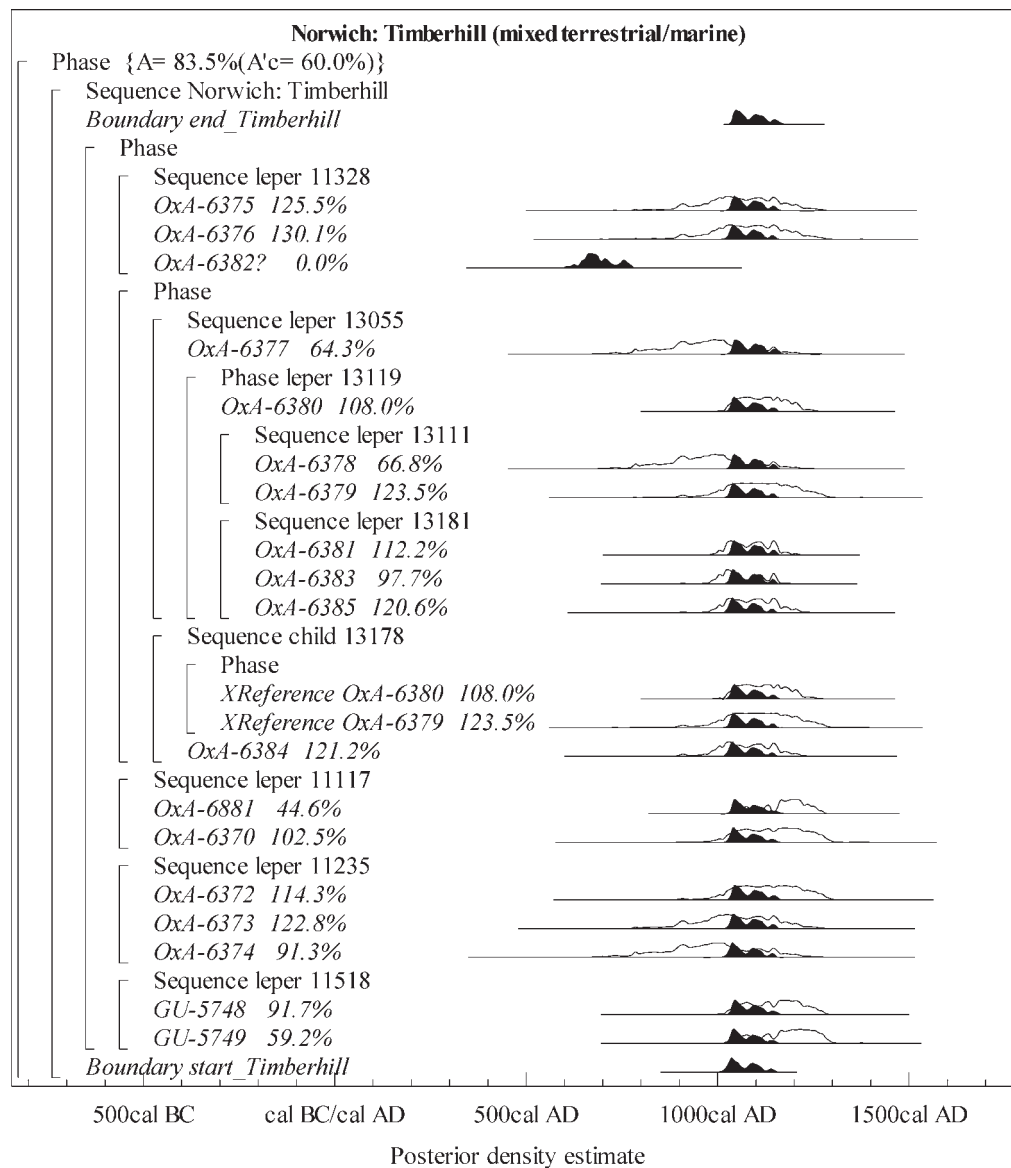 Norwich: Timberhill (mixed terrestrial/marine)
Phase {A= 83.5%(A'c= 60.0%)}
Sequence Norwich: Timberhill
Boundary end_Timberhill
Phase
Sequence leper 11328
OxA-6375 125.5%
OxA-6376 130.1%
OxA-6382? 0.0%
Phase
Sequence leper 13055
OxA-6377 64.3%
Phase leper 13119
OxA-6380 108.0%
Sequence leper 13111
OxA-6378 66.8%
OxA-6379 123.5%
Sequence leper 13181
OxA-6381 112.2%
OxA-6383 97.7%
OxA-6385 120.6%
Sequence child 13178
Phase
XReference OxA-6380 108.0%
XReference OxA-6379 123.5%
OxA-6384 121.2%
Sequence leper 11117
OxA-6881 44.6%
OxA-6370 102.5%
Sequence leper 11235
OxA-6372 114.3%
OxA-6373 122.8%
OxA-6374 91.3%
Sequence leper 11518
GU-5748 91.7%
GU-5749 59.2%
Boundary start_Timberhill
500cal BC cal BC/cal AD 500cal AD 1000cal AD 1500cal AD
Posterior density estimate